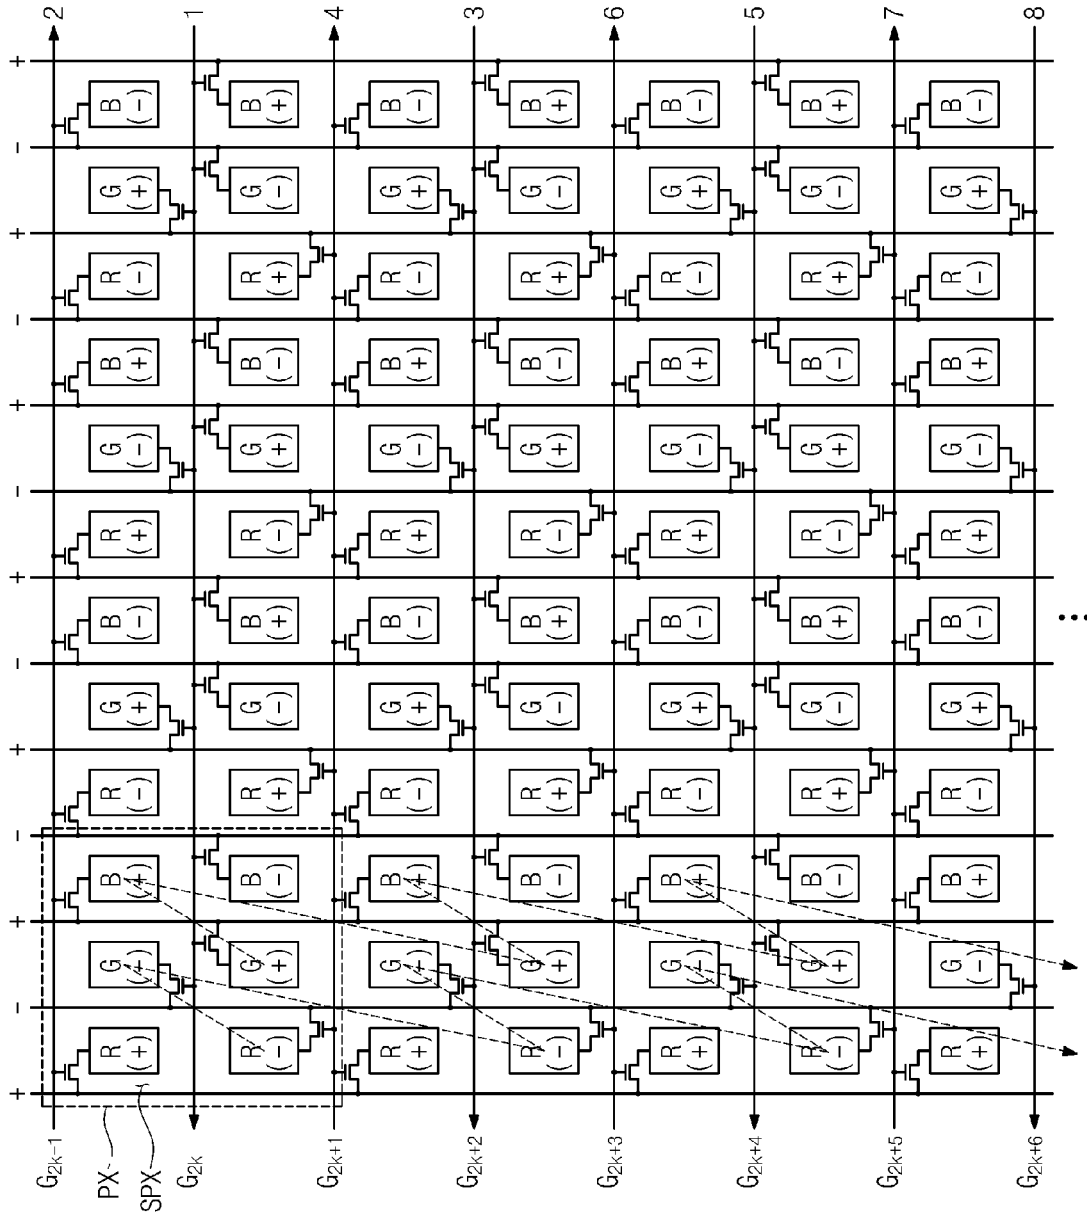 + - + - + - + - + - + - +
G2k-1 2
R G B R G B R G B R G B
(+) (+) (+) (-) (+) (-) (+) (-) (+) (-) (+) (-)
PX
SPX
G2k 1
R G B R G B R G B R G B
(-) (+) (-) (+) (-) (+) (-) (+) (-) (+) (-) (+)
G2k+1 4
R G B R G B R G B R G B
(+) (+) (+) (-) (+) (-) (+) (-) (+) (-) (+) (-)
G2k+2 3
R G B R G B R G B R G B
(-) (+) (-) (+) (-) (+) (-) (+) (-) (+) (-) (+)
G2k+3 6
R G B R G B R G B R G B
(+) (+) (+) (-) (+) (-) (+) (-) (+) (-) (+) (-)
G2k+4 5
R G B R G B R G B R G B
(-) (+) (-) (+) (-) (+) (-) (+) (-) (+) (-) (+)
G2k+5 7
R G B R G B R G B R G B
(+) (-) (-) (-) (+) (-) (+) (-) (+) (-) (+) (-)
G2k+6 8